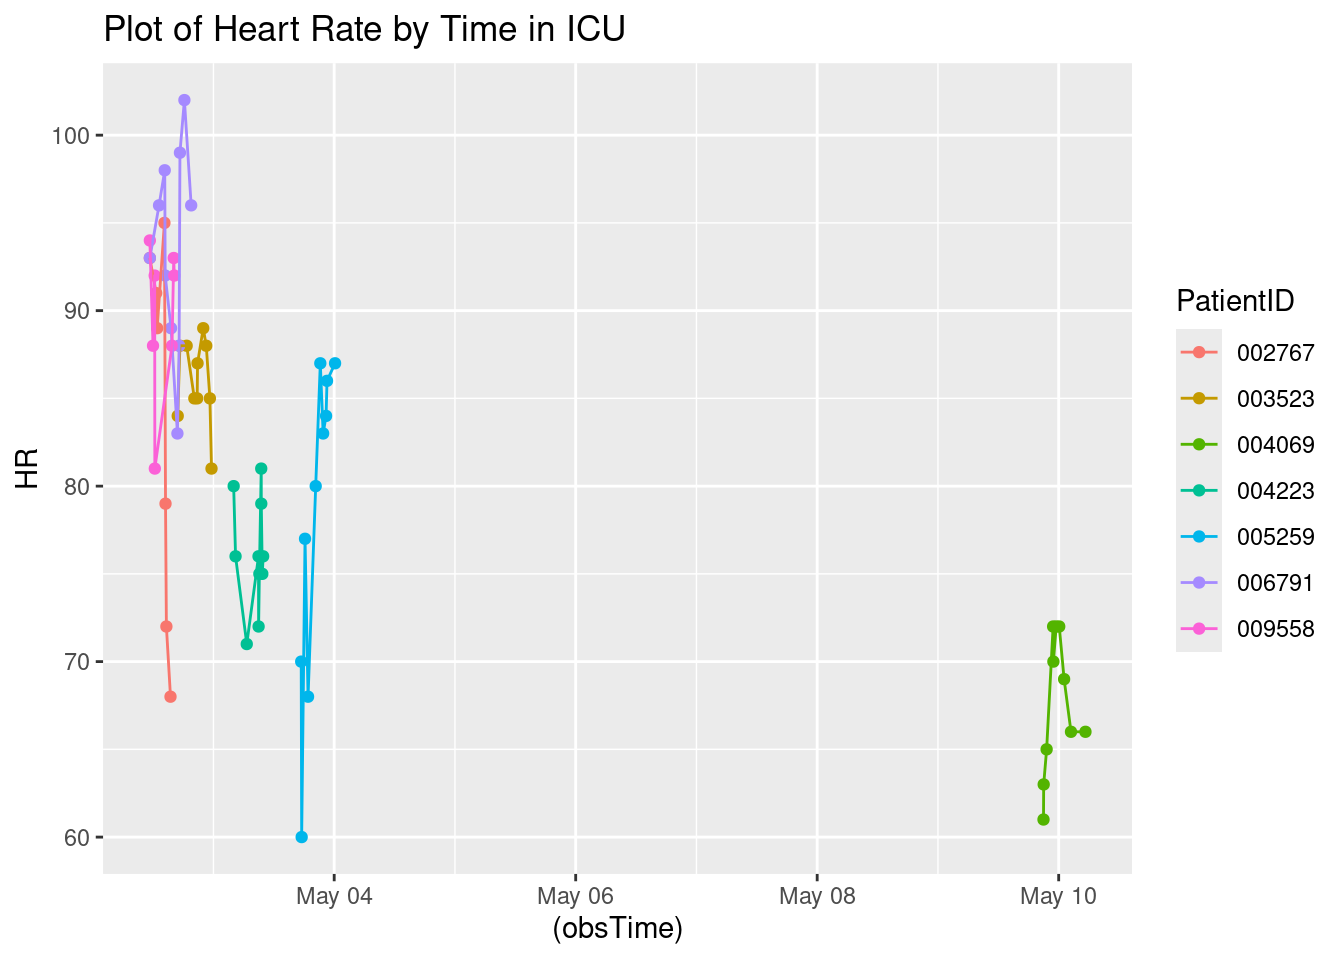 Plot of Heart Rate by Time in ICU
100
90
80
70
60
HR
May 04
May 06
May 08
May 10
(obsTime)
PatientID
002767
003523
004069
004223
005259
006791
009558